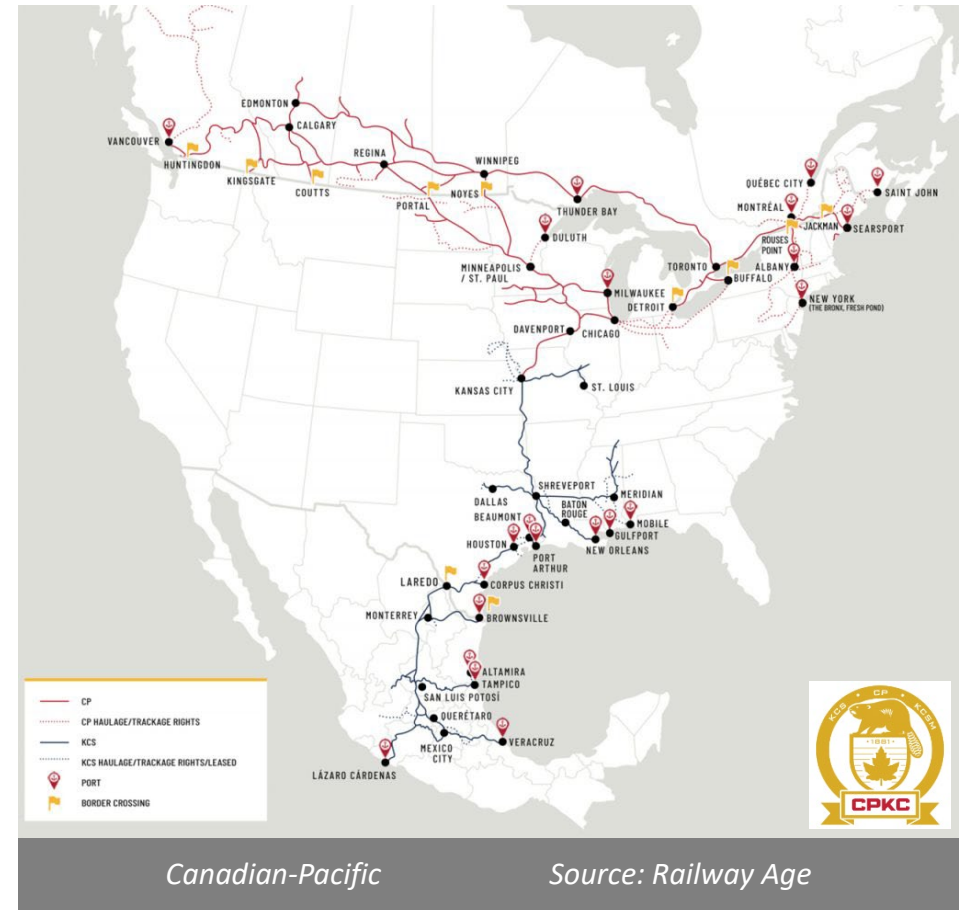 EDMONTON
CALGARY
VANCOUVER
HUNTINGDON
KINGSGATE
COUTTS
REGINA
WINNIPEG
PORTAL
NOYES
THUNDER BAY
DULUTH
MINNEAPOLIS
/ ST. PAUL
MILWAUKEE
DETROIT
TORONTO
BUFFALO
QUÉBEC CITY
MONTRÉAL
SAINT JOHN
JACKMAN
SEARSPORT
ROUSES
POINT
ALBANY
NEW YORK
(THE BRONX, FRESH POND)
DAVENPORT
CHICAGO
KANSAS CITY
ST. LOUIS
SHREVEPORT
DALLAS
MERIDIAN
BATON
ROUGE
BEAUMONT
MOBILE
GULFPORT
HOUSTON
NEW ORLEANS
PORT
ARTHUR
LAREDO
CORPUS CHRISTI
MONTERREY
BROWNSVILLE
ALTAMIRA
TAMPICO
SAN LUIS POTOSÍ
QUERÉTARO
MEXICO
CITY
VERACRUZ
LÁZARO CÁRDENAS
CP
CP HAULAGE/TRACKAGE RIGHTS
KCS
KCS HAULAGE/TRACKAGE RIGHTS/LEASED
PORT
BORDER CROSSING
KCS • CP • KCSM
•1881•
CPKC
Canadian-Pacific
Source: Railway Age